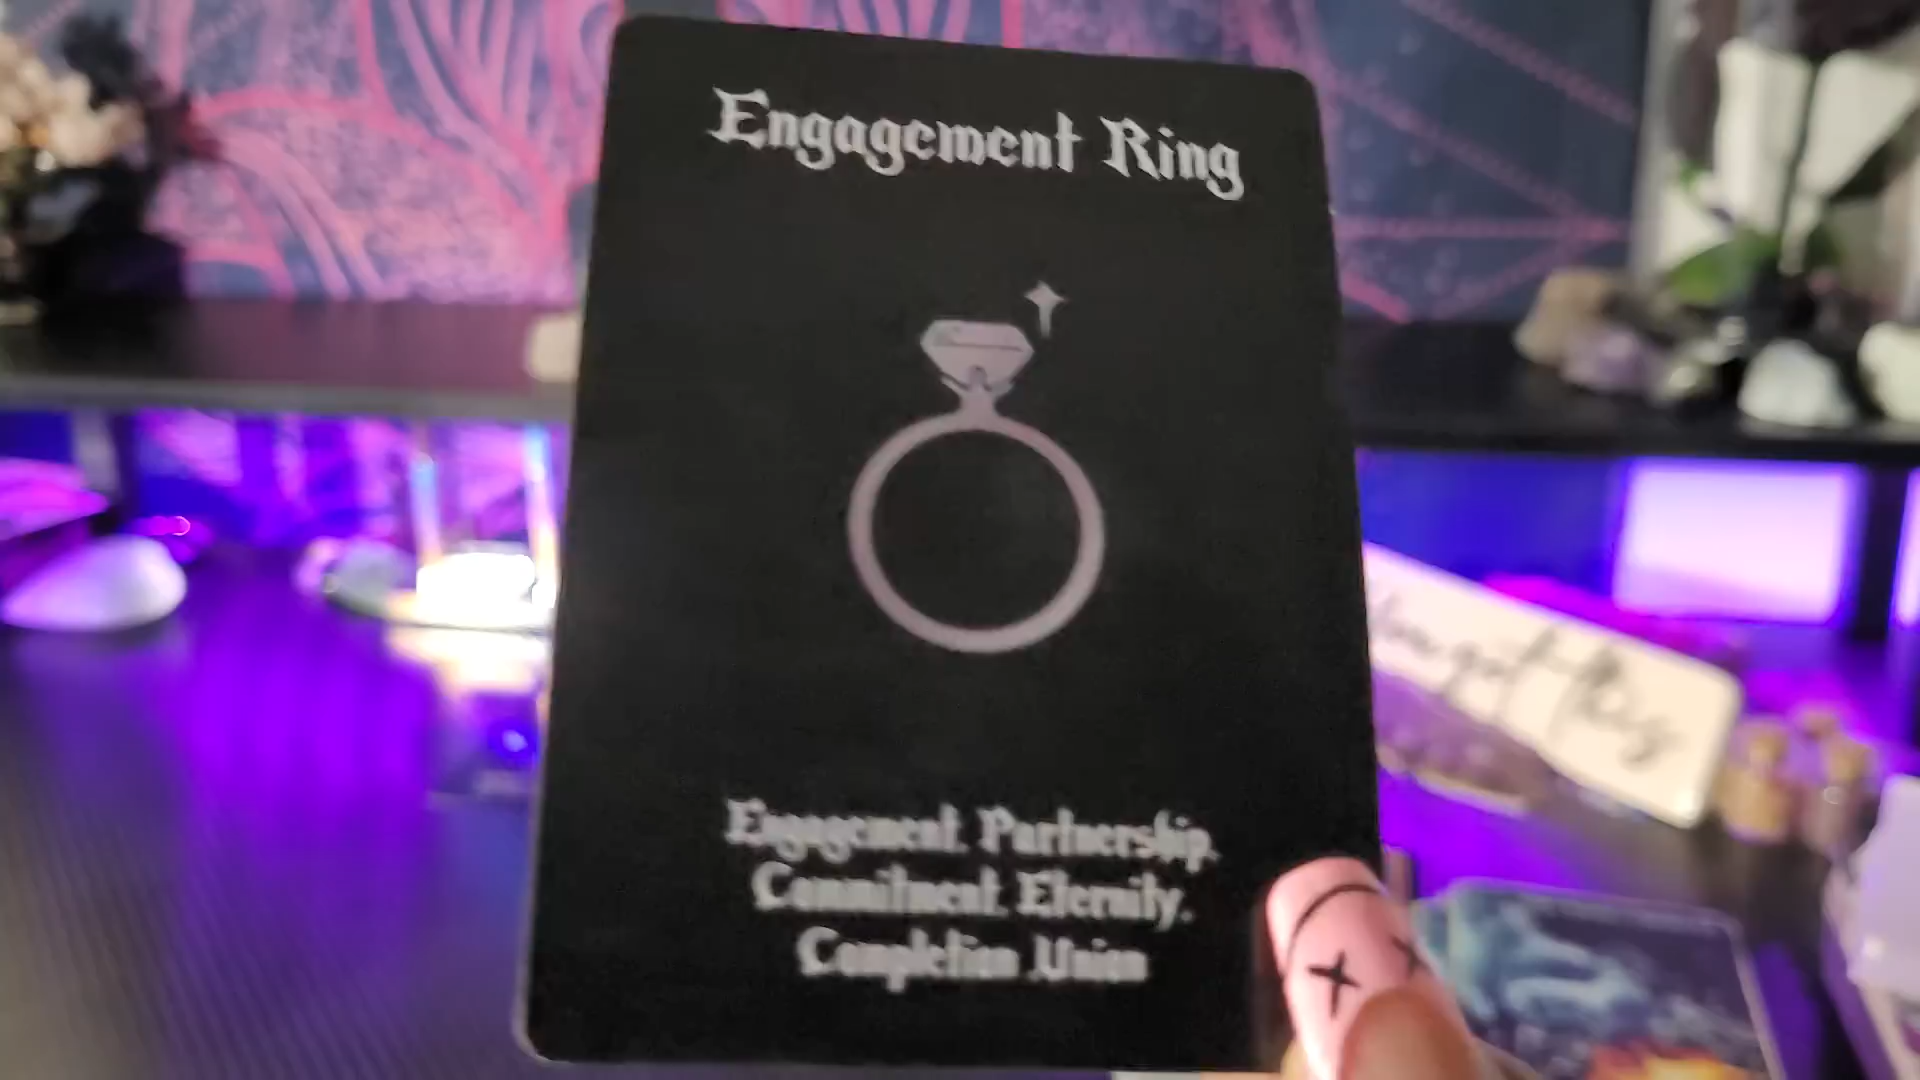 Engagement Ring
Engagement. Partnership.
Commitment. Eternity.
Completion .Union